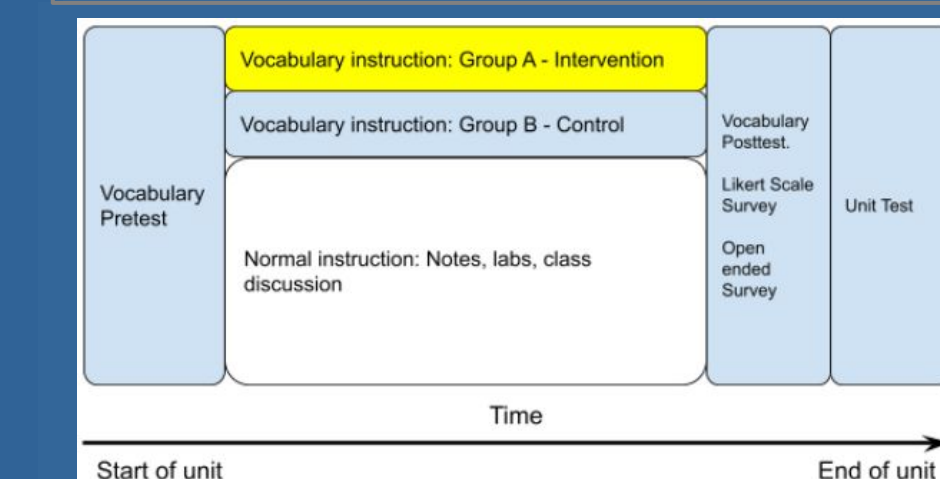 Vocabulary
Pretest
Vocabulary instruction: Group A - Intervention
Vocabulary instruction: Group B - Control
Normal instruction: Notes, labs, class
discussion
Vocabulary
Posttest.
Likert Scale
Survey
Open
ended
Survey
Unit Test
Time
Start of unit
End of unit